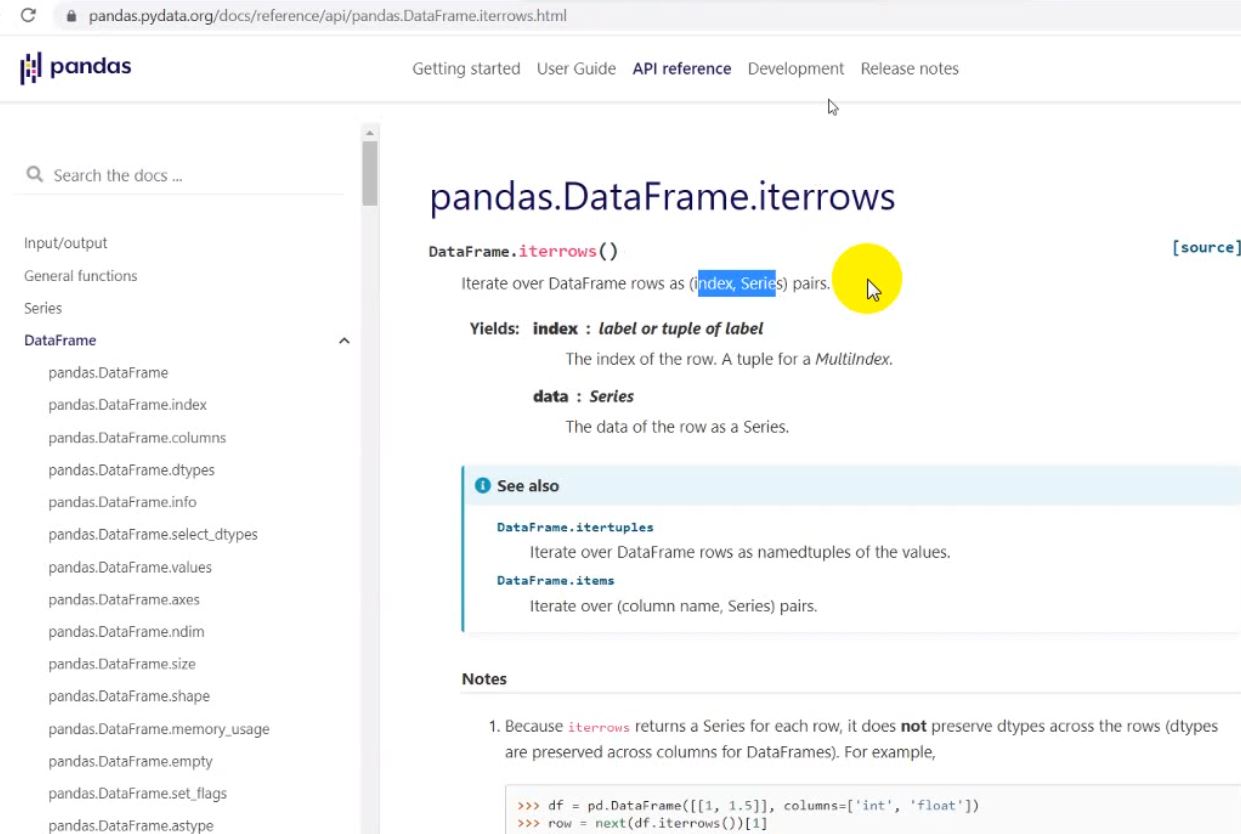 pandas.pydata.org/docs/reference/api/pandas.DataFrame.iterrows.html
pandas
Getting started User Guide API reference Development Release notes
Search the docs ...
Input/output
General functions
Series
DataFrame
pandas.DataFrame
pandas.DataFrame.index
pandas.DataFrame.columns
pandas.DataFrame.dtypes
pandas.DataFrame.info
pandas.DataFrame.select_dtypes
pandas.DataFrame.values
pandas.DataFrame.axes
pandas.DataFrame.ndim
pandas.DataFrame.size
pandas.DataFrame.shape
pandas.DataFrame.memory_usage
pandas.DataFrame.empty
pandas.DataFrame.set_flags
pandas.DataFrame.astype
pandas.DataFrame.iterrows
DataFrame.iterrows() [source]
Iterate over DataFrame rows as (index, Series) pairs.
Yields: index : label or tuple of label
The index of the row. A tuple for a MultiIndex.
data : Series
The data of the row as a Series.
See also
DataFrame.itertuples
Iterate over DataFrame rows as namedtuples of the values.
DataFrame.items
Iterate over (column name, Series) pairs.
Notes
1. Because iterrows returns a Series for each row, it does not preserve dtypes across the rows (dtypes
are preserved across columns for DataFrames). For example,
>>> df = pd.DataFrame([[1, 1.5]], columns=['int', 'float'])
>>> row = next(df.iterrows())[1]